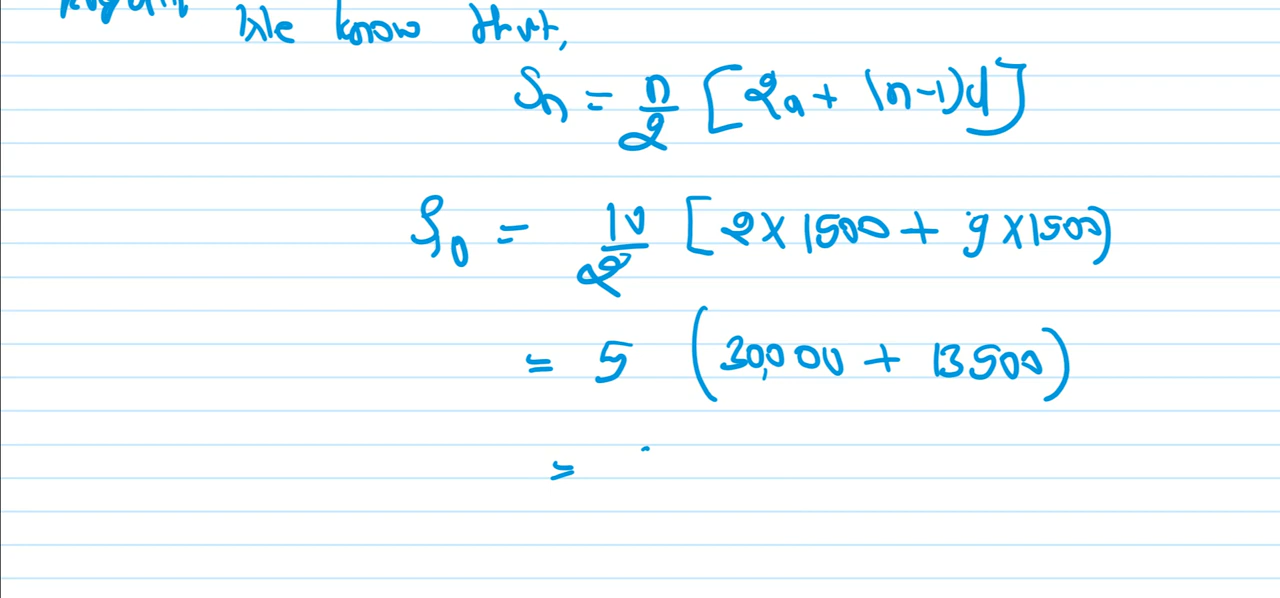 We know that,
Sn = n/2 [2a + (n-1)d]
S10 = 10/2 [2 × 1500 + 9 × 1500)
= 5 (30,000 + 13500)
=